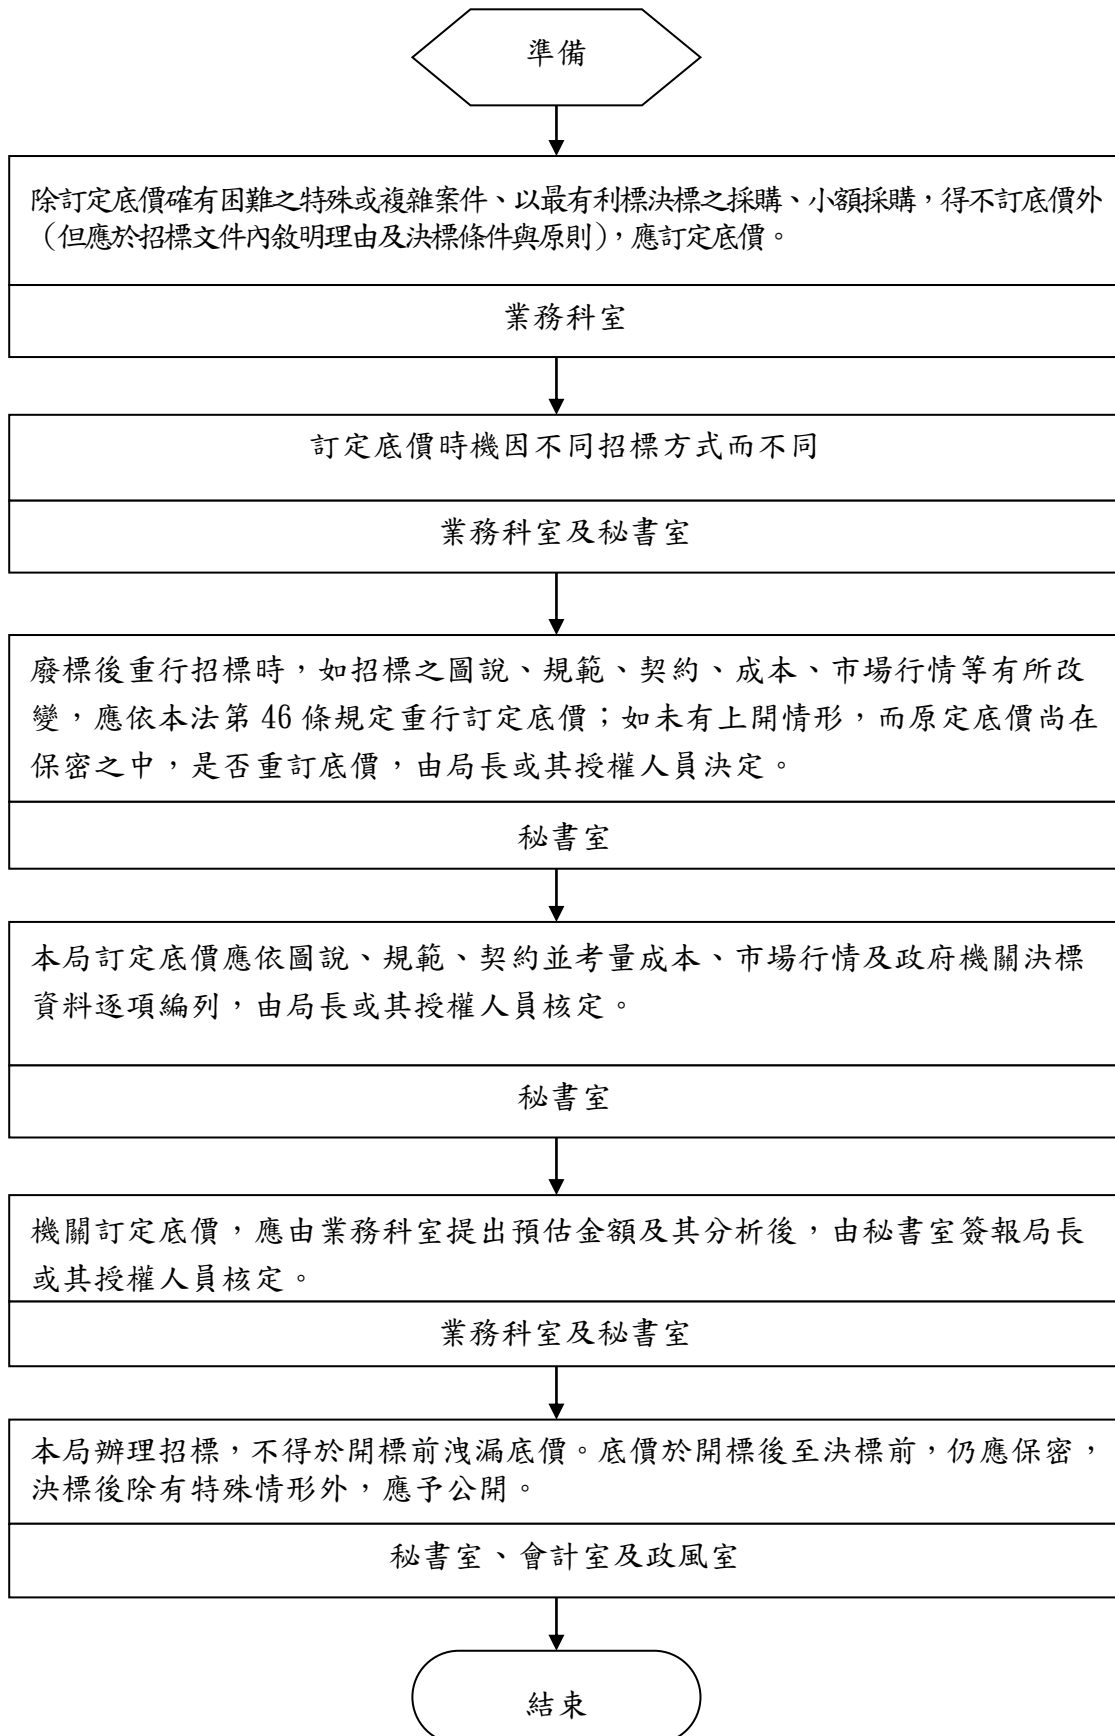 準備
除訂定底價確有困難之特殊或複雜案件、以最有利標決標之採購、小額採購，得不訂底價外
（但應於招標文件內敘明理由及決標條件與原則），應訂定底價。
業務科室
訂定底價時機因不同招標方式而不同
業務科室及秘書室
廢標後重行招標時，如招標之圖說、規範、契約、成本、市場行情等有所改
變，應依本法第 46 條規定重行訂定底價；如未有上開情形，而原定底價尚在
保密之中，是否重訂底價，由局長或其授權人員決定。
秘書室
本局訂定底價應依圖說、規範、契約並考量成本、市場行情及政府機關決標
資料逐項編列，由局長或其授權人員核定。
秘書室
機關訂定底價，應由業務科室提出預估金額及其分析後，由秘書室簽報局長
或其授權人員核定。
業務科室及秘書室
本局辦理招標，不得於開標前洩漏底價。底價於開標後至決標前，仍應保密，
決標後除有特殊情形外，應予公開。
秘書室、會計室及政風室
結束